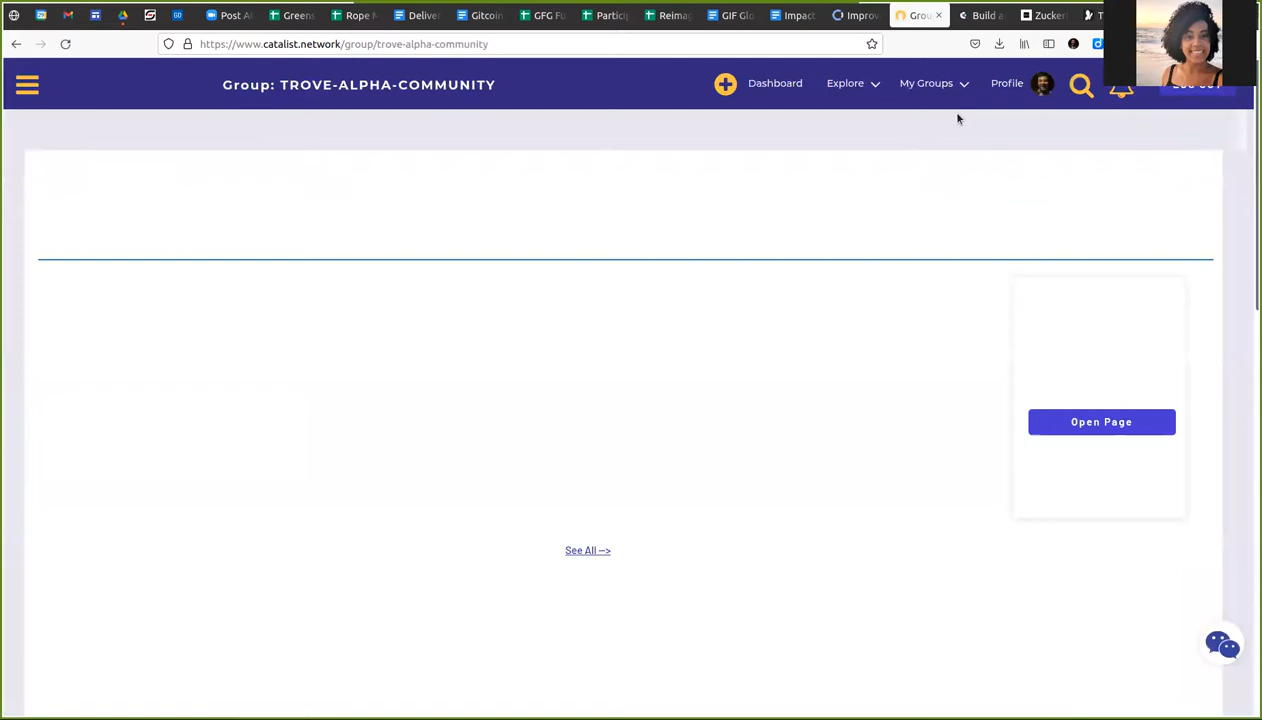 Post A
Greens
Rope M
Deliver
Gitcoin
GFG Fu
Particip
Reimag
GIF Glo
Impact
Improv
Grou
Build a
Zucker
https://www.catalist.network/group/trove-alpha-community
Group: TROVE-ALPHA-COMMUNITY
Dashboard
Explore
My Groups
Profile
Open Page
See All -->